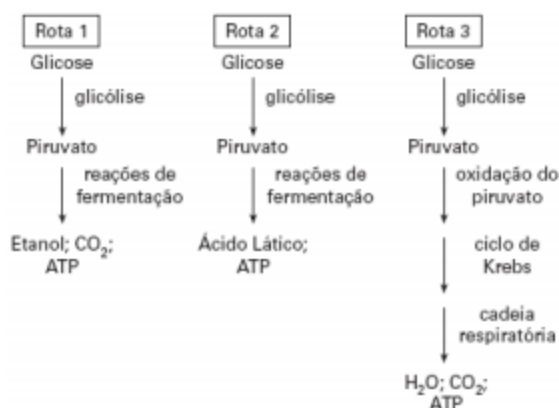 Rota 1
Glicose
glicólise
Piruvato
reações de
fermentação
Etanol; CO₂;
ATP
Rota 2
Glicose
glicólise
Piruvato
reações de
fermentação
Ácido Lático;
ATP
Rota 3
Glicose
glicólise
Piruvato
oxidação do
piruvato
ciclo de
Krebs
cadeia
respiratória
H₂O; CO₂;
ATP